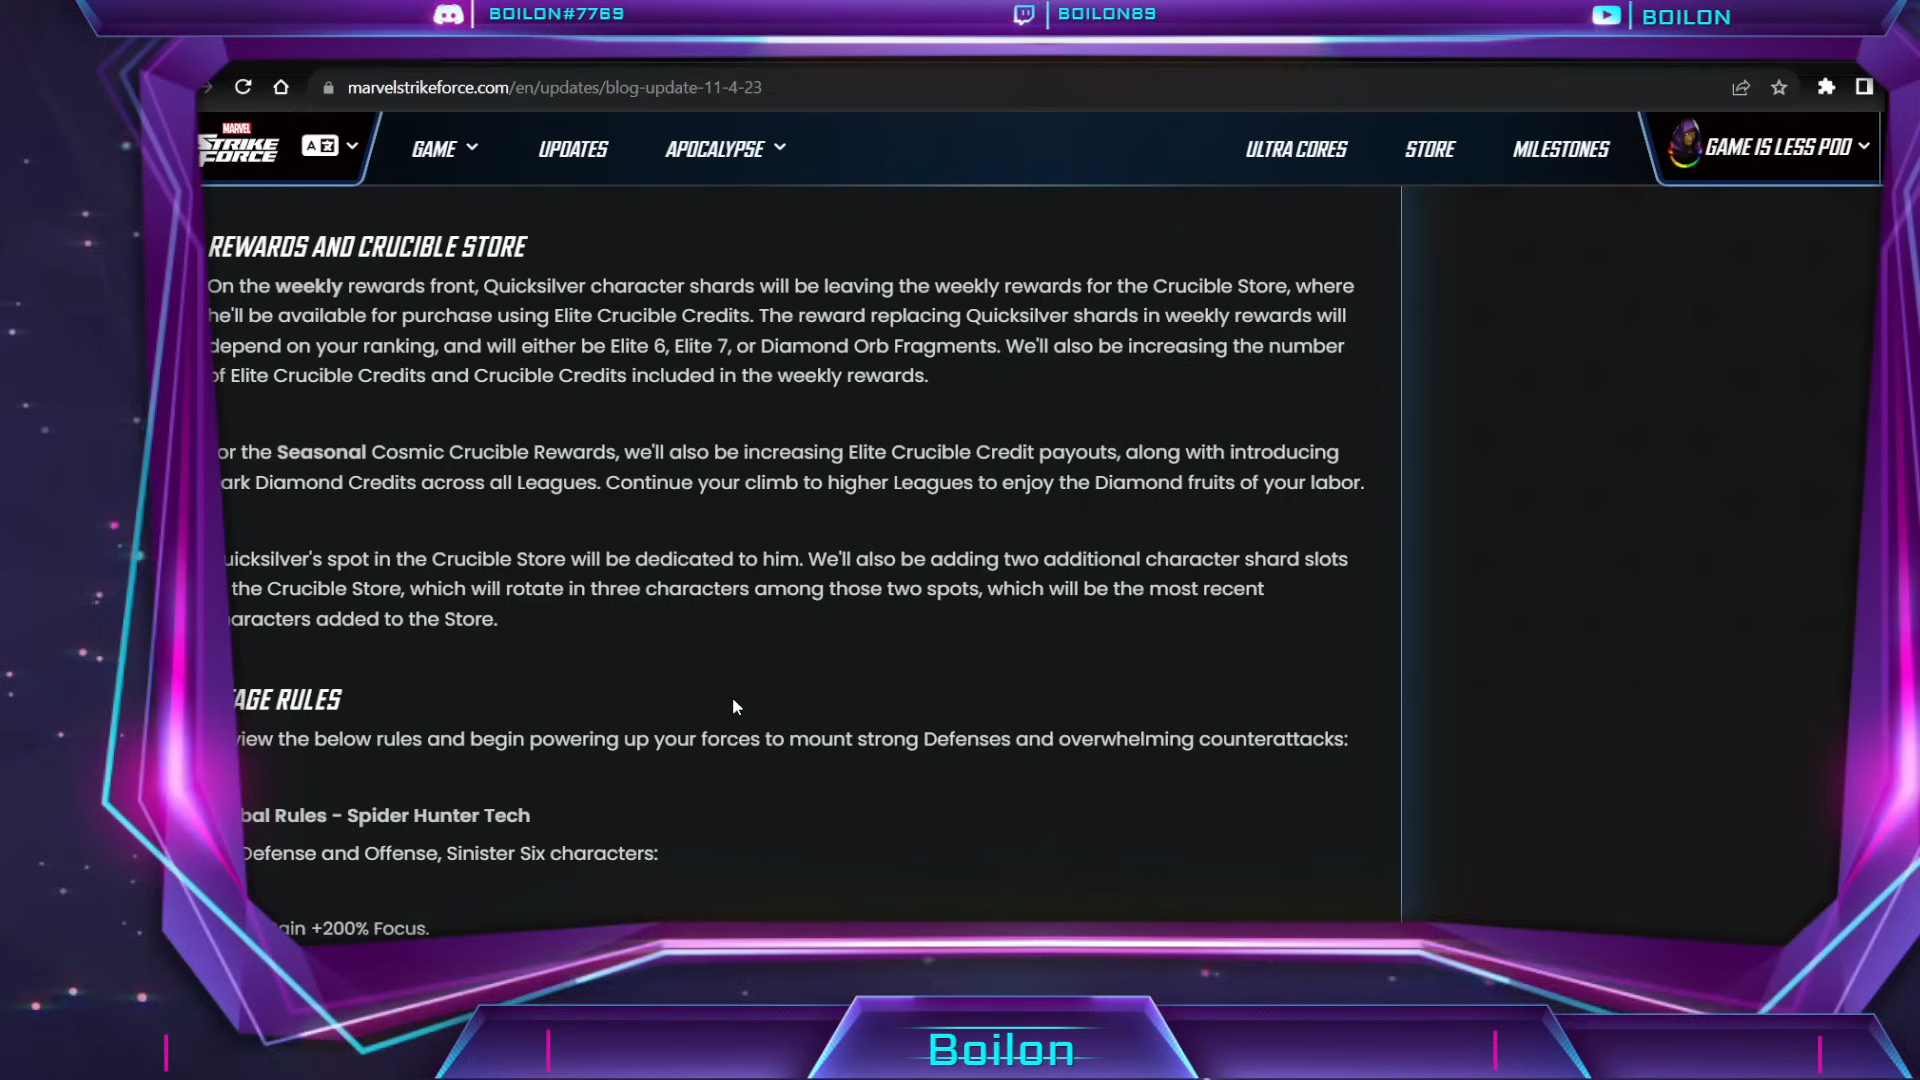 BOILON#7769
BOILON89
BOILON
marvelstrikeforce.com/en/updates/blog-update-11-4-23
MARVEL
STRIKE
FORCE
GAME
UPDATES
APOCALYPSE
ULTRA CORES
STORE
MILESTONES
GAME IS LESS POO
REWARDS AND CRUCIBLE STORE
On the weekly rewards front, Quicksilver character shards will be leaving the weekly rewards for the Crucible Store, where
he'll be available for purchase using Elite Crucible Credits. The reward replacing Quicksilver shards in weekly rewards will
depend on your ranking, and will either be Elite 6, Elite 7, or Diamond Orb Fragments. We'll also be increasing the number
of Elite Crucible Credits and Crucible Credits included in the weekly rewards.
or the Seasonal Cosmic Crucible Rewards, we'll also be increasing Elite Crucible Credit payouts, along with introducing
ark Diamond Credits across all Leagues. Continue your climb to higher Leagues to enjoy the Diamond fruits of your labor.
uicksilver's spot in the Crucible Store will be dedicated to him. We'll also be adding two additional character shard slots
the Crucible Store, which will rotate in three characters among those two spots, which will be the most recent
aracters added to the Store.
AGE RULES
view the below rules and begin powering up your forces to mount strong Defenses and overwhelming counterattacks:
bal Rules - Spider Hunter Tech
Defense and Offense, Sinister Six characters:
ain +200% Focus.
Boilon